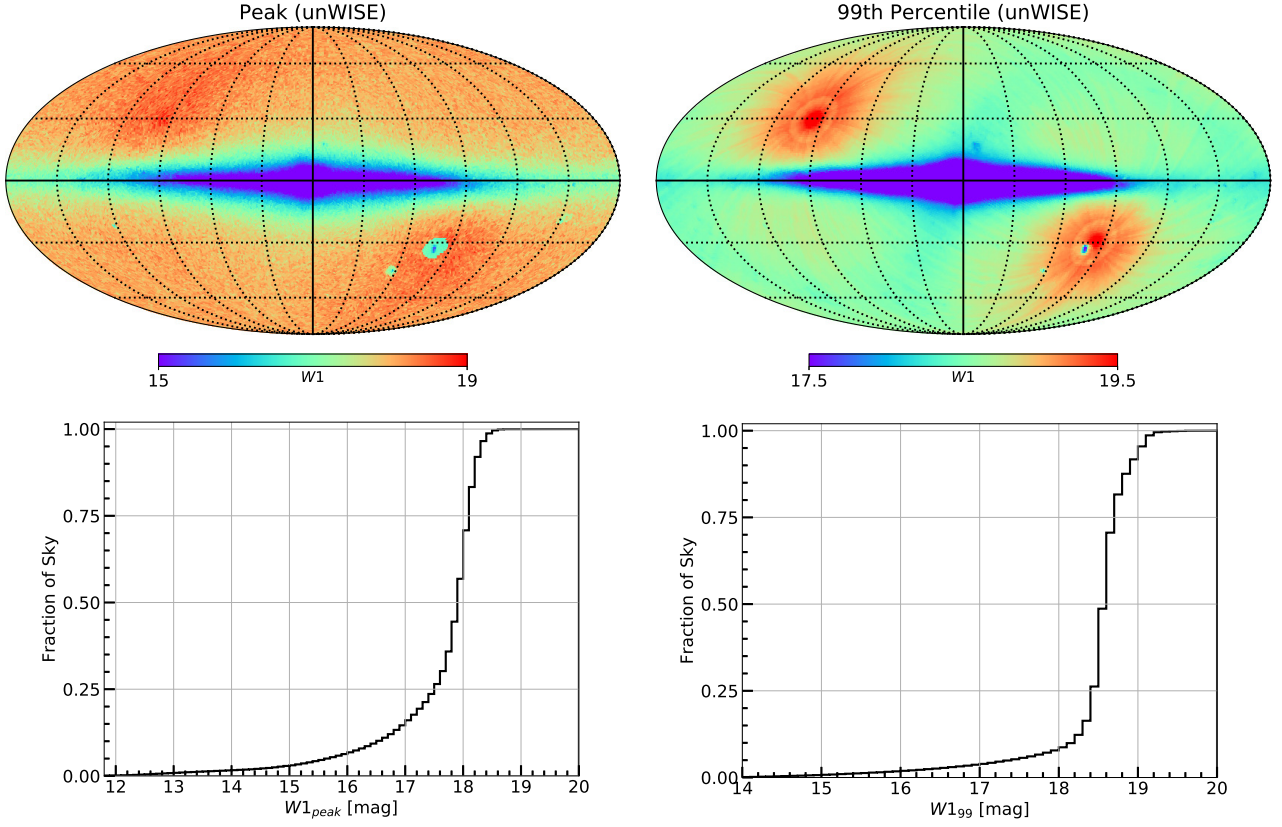 Peak (unWISE)
99th Percentile (unWISE)
15 W1 19
17.5 W1 19.5
1.00
0.75
0.50
0.25
0.00
Fraction of Sky
12 13 14 15 16 17 18 19 20
W1peak [mag]
1.00
0.75
0.50
0.25
0.00
Fraction of Sky
14 15 16 17 18 19 20
W199 [mag]